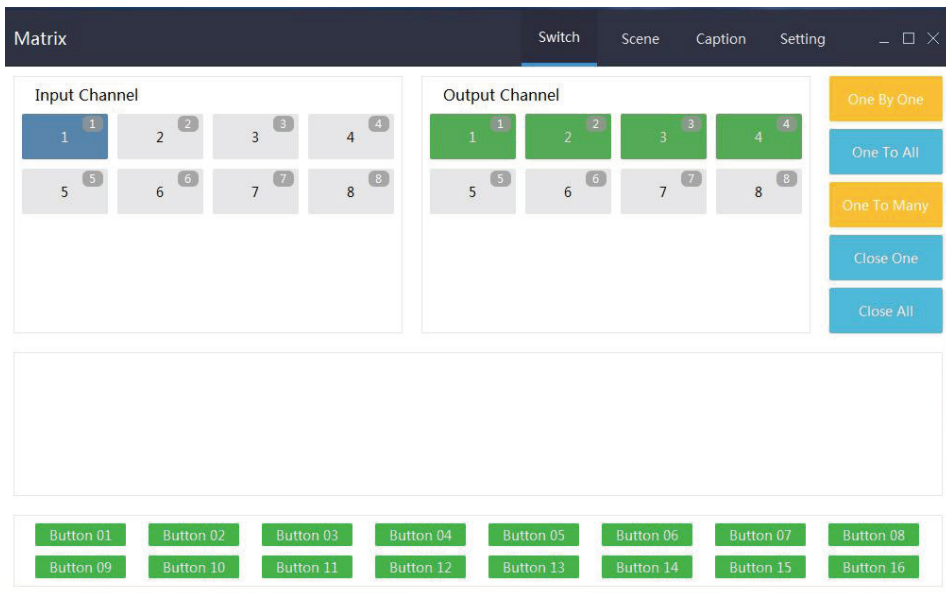 Matrix Switch Scene Caption Setting
Input Channel
1 1 2 2 3 3 4 4
5 5 6 6 7 7 8 8
Output Channel
1 1 2 2 3 3 4 4
5 5 6 6 7 7 8 8
One By One
One To All
One To Many
Close One
Close All
Button 01 Button 02 Button 03 Button 04 Button 05 Button 06 Button 07 Button 08
Button 09 Button 10 Button 11 Button 12 Button 13 Button 14 Button 15 Button 16